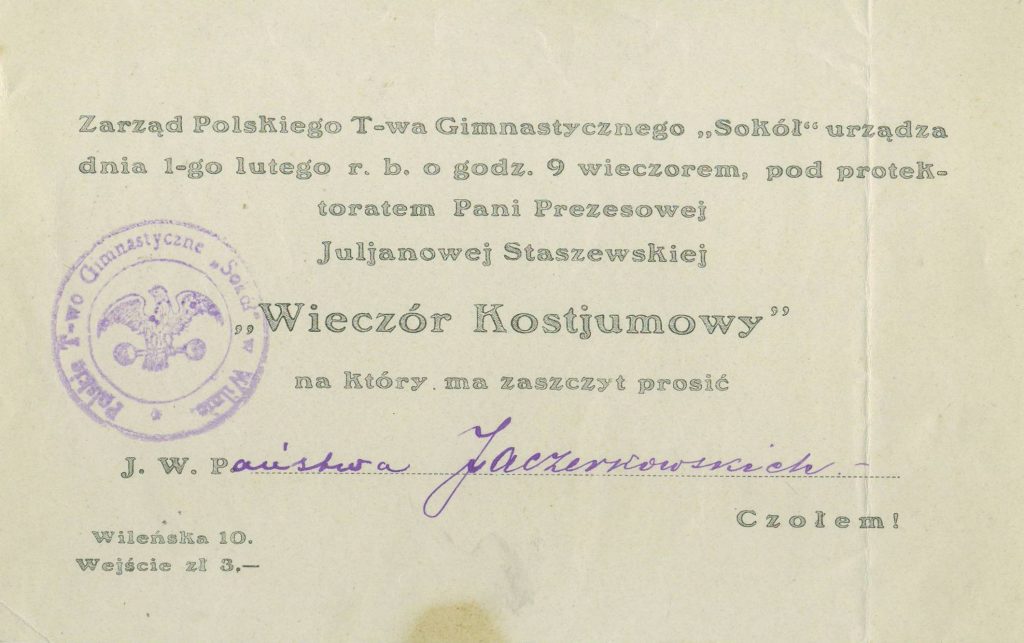 Zarząd Polskiego T-wa Gimnastycznego „Sokół“ urządza
dnia 1-go lutego r. b. o godz. 9 wieczorem, pod protek-
toratem Pani Prezesowej
Juljanowej Staszewskiej
„Wieczór Kostjumowy”
na który ma zaszczyt prosić
J. W. Państwa Jaczerkowskich.–
Czołem!
Wileńska 10.
Wejście zł 3,—
Polskie T-wo Gimnastyczne „Sokół“ w Wilnie